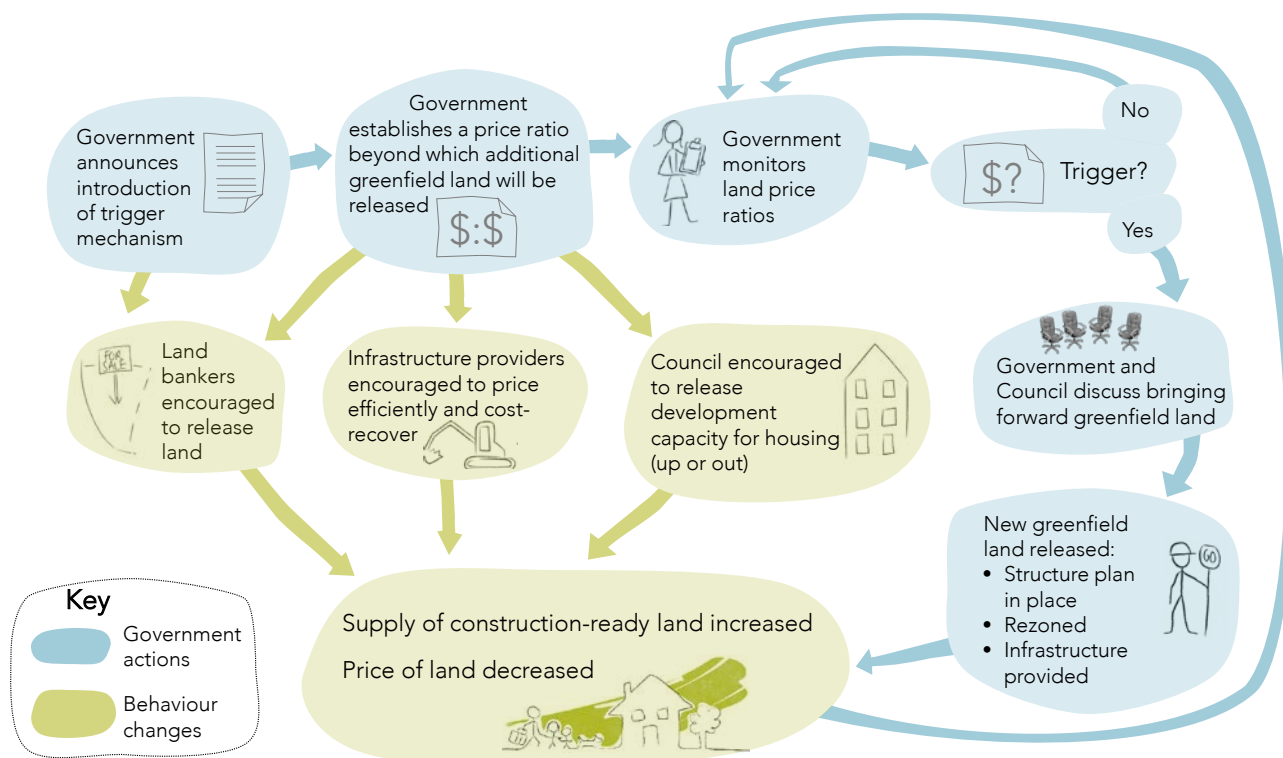 Government
announces
introduction
of trigger
mechanism
Government
establishes a price ratio
beyond which additional
greenfield land will be
released
$:$
Government
monitors
land price
ratios
No
$?
Trigger?
Yes
FOR
SALE
Land
bankers
encouraged
to release
land
Infrastructure providers
encouraged to price
efficiently and cost-
recover
Council encouraged
to release
development
capacity for housing
(up or out)
Government and
Council discuss bringing
forward greenfield land
New greenfield
land released:
• Structure plan
in place
• Rezoned
• Infrastructure
provided
GO
Supply of construction-ready land increased
Price of land decreased
Key
Government
actions
Behaviour
changes